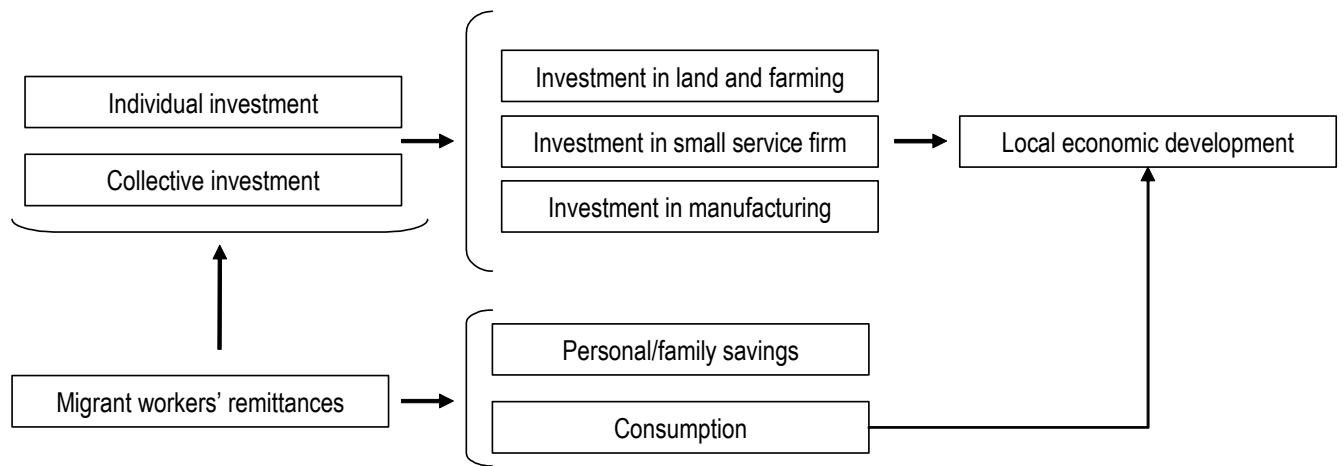 Individual investment
Collective investment
Investment in land and farming
Investment in small service firm
Investment in manufacturing
Local economic development
Migrant workers’ remittances
Personal/family savings
Consumption